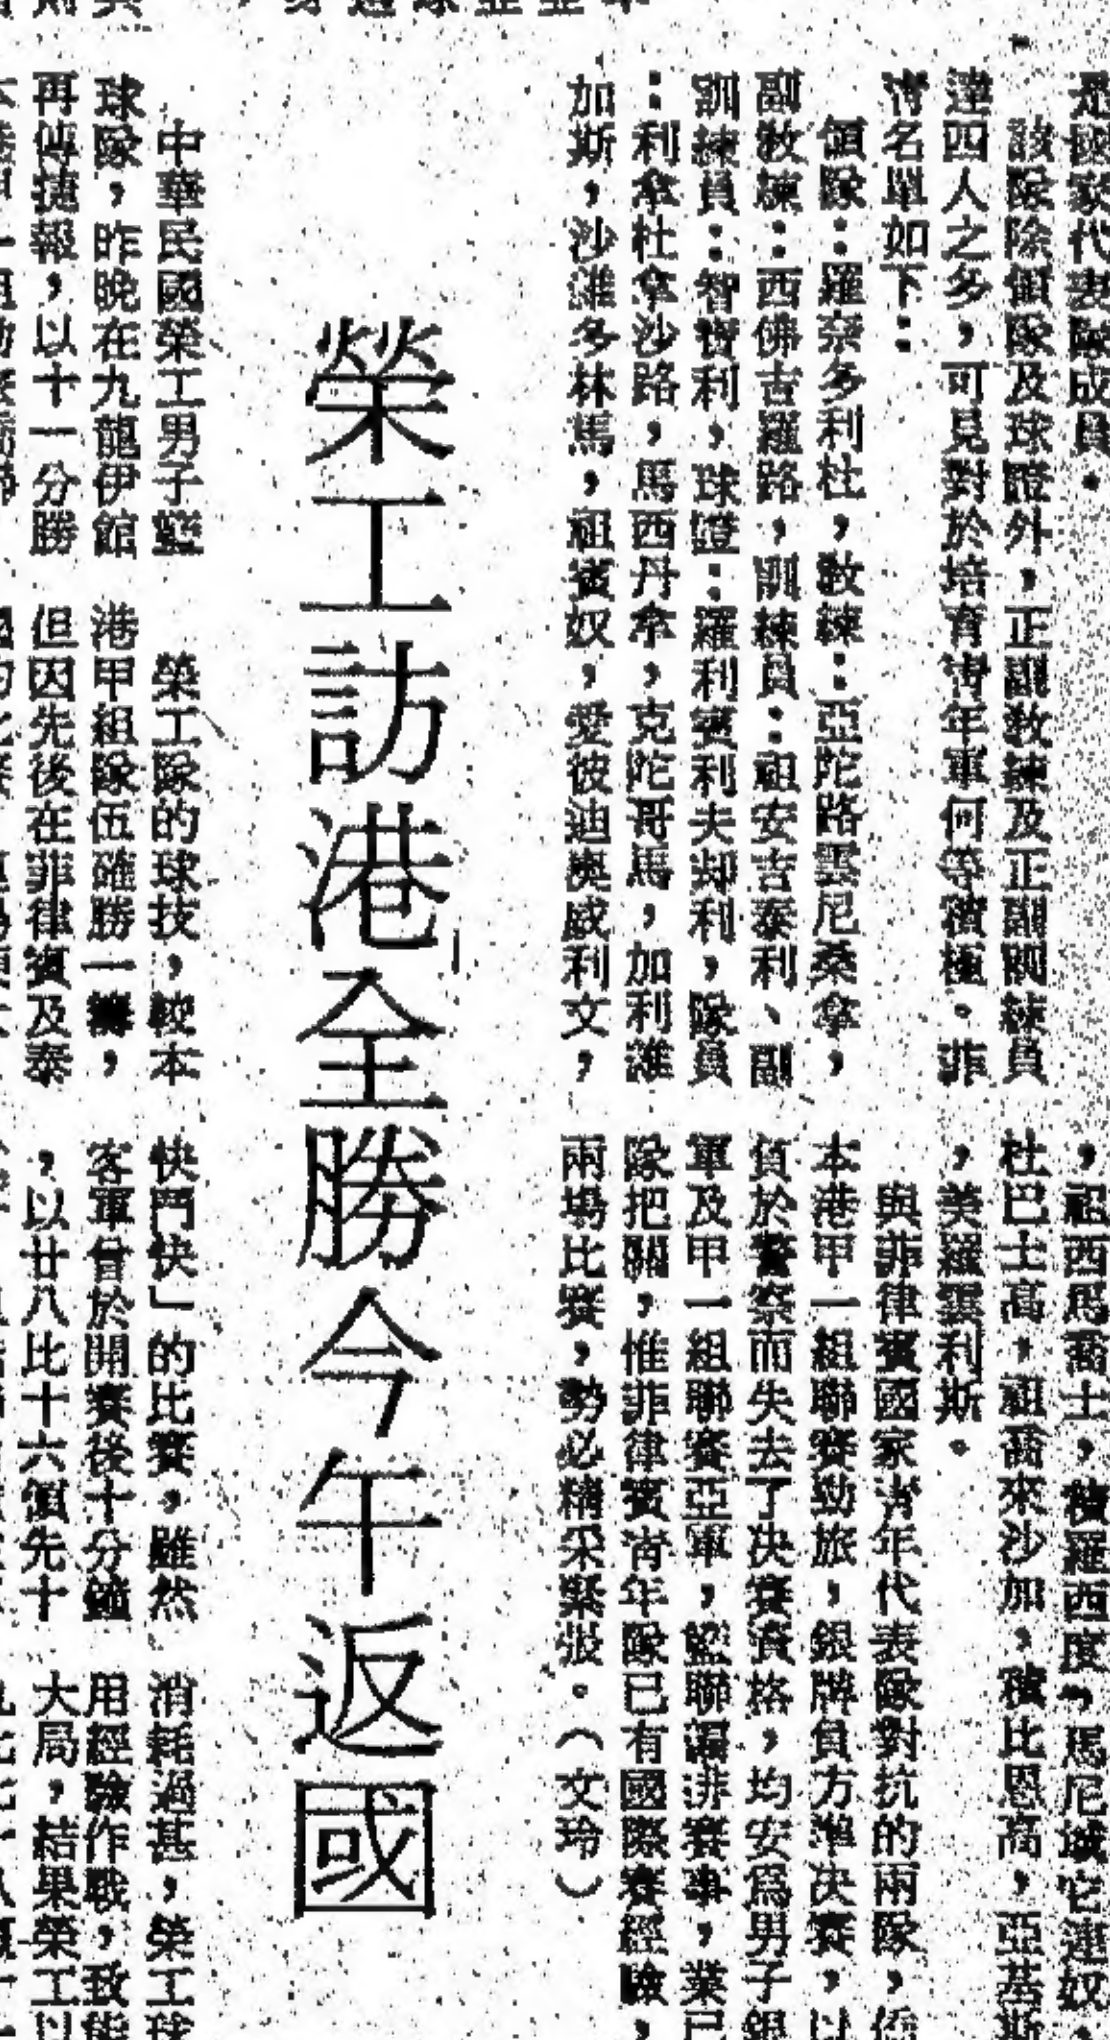 是國家代表隊成員。
該隊除領隊及球證外，正副教練及正副訓練員
達四人之多，可見對於培育青年軍何等積極。菲
青名單如下：
領隊：羅奈多利杜，教練：亞陀路雲尼桑拿，
副教練：西佛古羅路，訓練員：祖安吉泰利、副
訓練員：智寶利，球證：羅利賓利夫却利，隊員
：利拿杜拿沙路，馬西丹拿，克陀哥馬，加利濰
加斯，沙濰多林馬，祖賓奴，愛彼迪奧威利文，
，祖西馬喬士，積羅西度，馬尼城它連奴，
杜巴士高，祖喬來沙加，積比恩高，亞基斯
，美羅雲利斯。
與菲律賓國家青年代表隊對抗的兩隊，係
本港甲一組聯賽勁旅，銀牌負方準決賽，以
負於警察而失去了決賽資格，均安爲男子銀
軍及甲一組聯賽亞軍，籃聯菲賽事，業已
隊把關，惟菲律賓青年隊已有國際賽經驗，
兩場比賽，勢必精采緊張。（文玲）
榮工訪港全勝今午返國
中華民國榮工男子籃
球隊，昨晚在九龍伊館
再傳捷報，以十一分勝
榮工隊的球技，較本
港甲組隊伍確勝一籌，
但因先後在菲律賓及泰
快鬥快」的比賽，雖然
客軍曾於開賽後十分鐘
，以廿八比十六領先十
消耗過甚，榮工球
用經驗作戰，致能
大局，結果榮工以